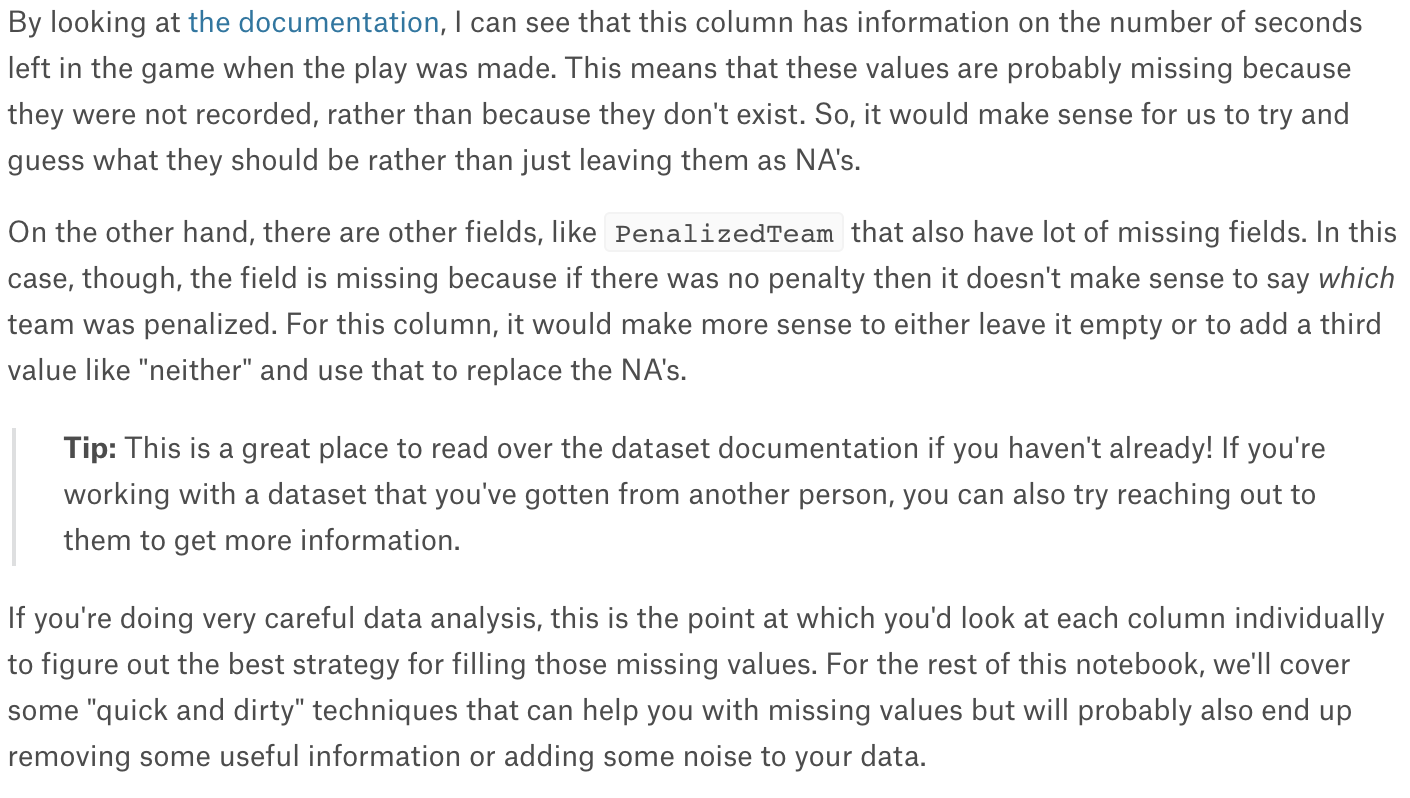 By looking at the documentation, I can see that this column has information on the number of seconds
left in the game when the play was made. This means that these values are probably missing because
they were not recorded, rather than because they don't exist. So, it would make sense for us to try and
guess what they should be rather than just leaving them as NA's.
On the other hand, there are other fields, like PenalizedTeam that also have lot of missing fields. In this
case, though, the field is missing because if there was no penalty then it doesn't make sense to say which
team was penalized. For this column, it would make more sense to either leave it empty or to add a third
value like "neither" and use that to replace the NA's.
Tip: This is a great place to read over the dataset documentation if you haven't already! If you're
working with a dataset that you've gotten from another person, you can also try reaching out to
them to get more information.
If you're doing very careful data analysis, this is the point at which you'd look at each column individually
to figure out the best strategy for filling those missing values. For the rest of this notebook, we'll cover
some "quick and dirty" techniques that can help you with missing values but will probably also end up
removing some useful information or adding some noise to your data.